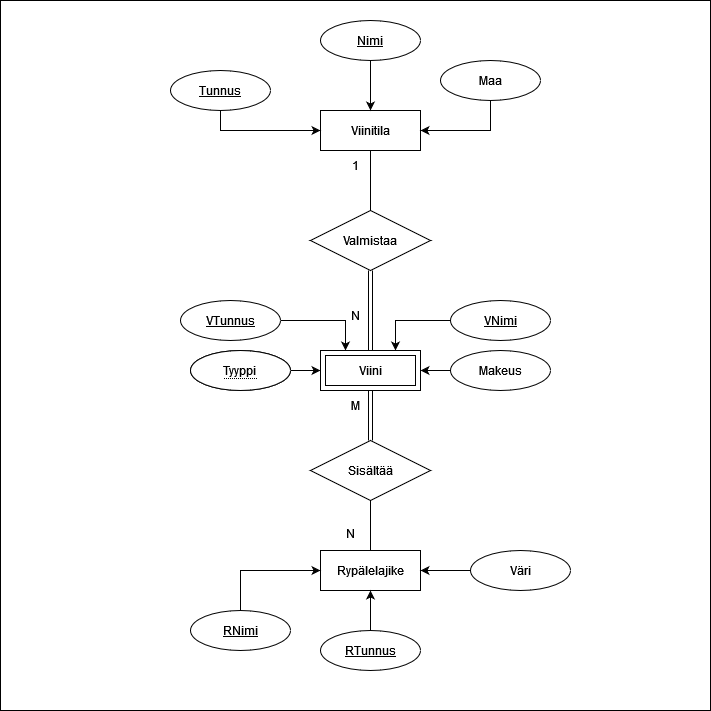 Nimi
Maa
Tunnus
Viinitila
1
Valmistaa
N
VTunnus
VNimi
Tyyppi
Viini
Makeus
M
Sisältää
N
Rypälelajike
Väri
RNimi
RTunnus